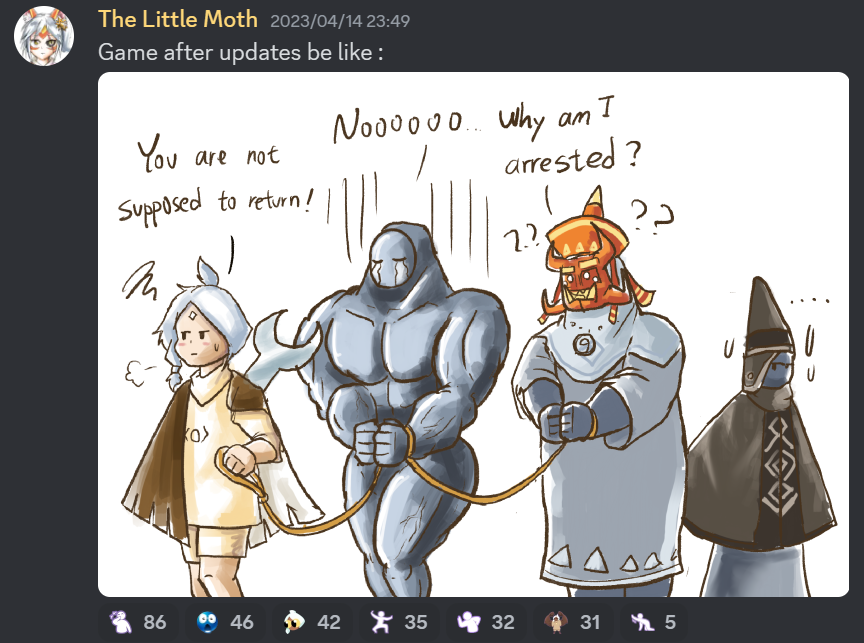 The Little Moth 2023/04/14 23:49
Game after updates be like :
You are not
supposed to return!
Nooooooo...
Why am I
arrested?
??
??
....
86 46 42 35 32 31 5